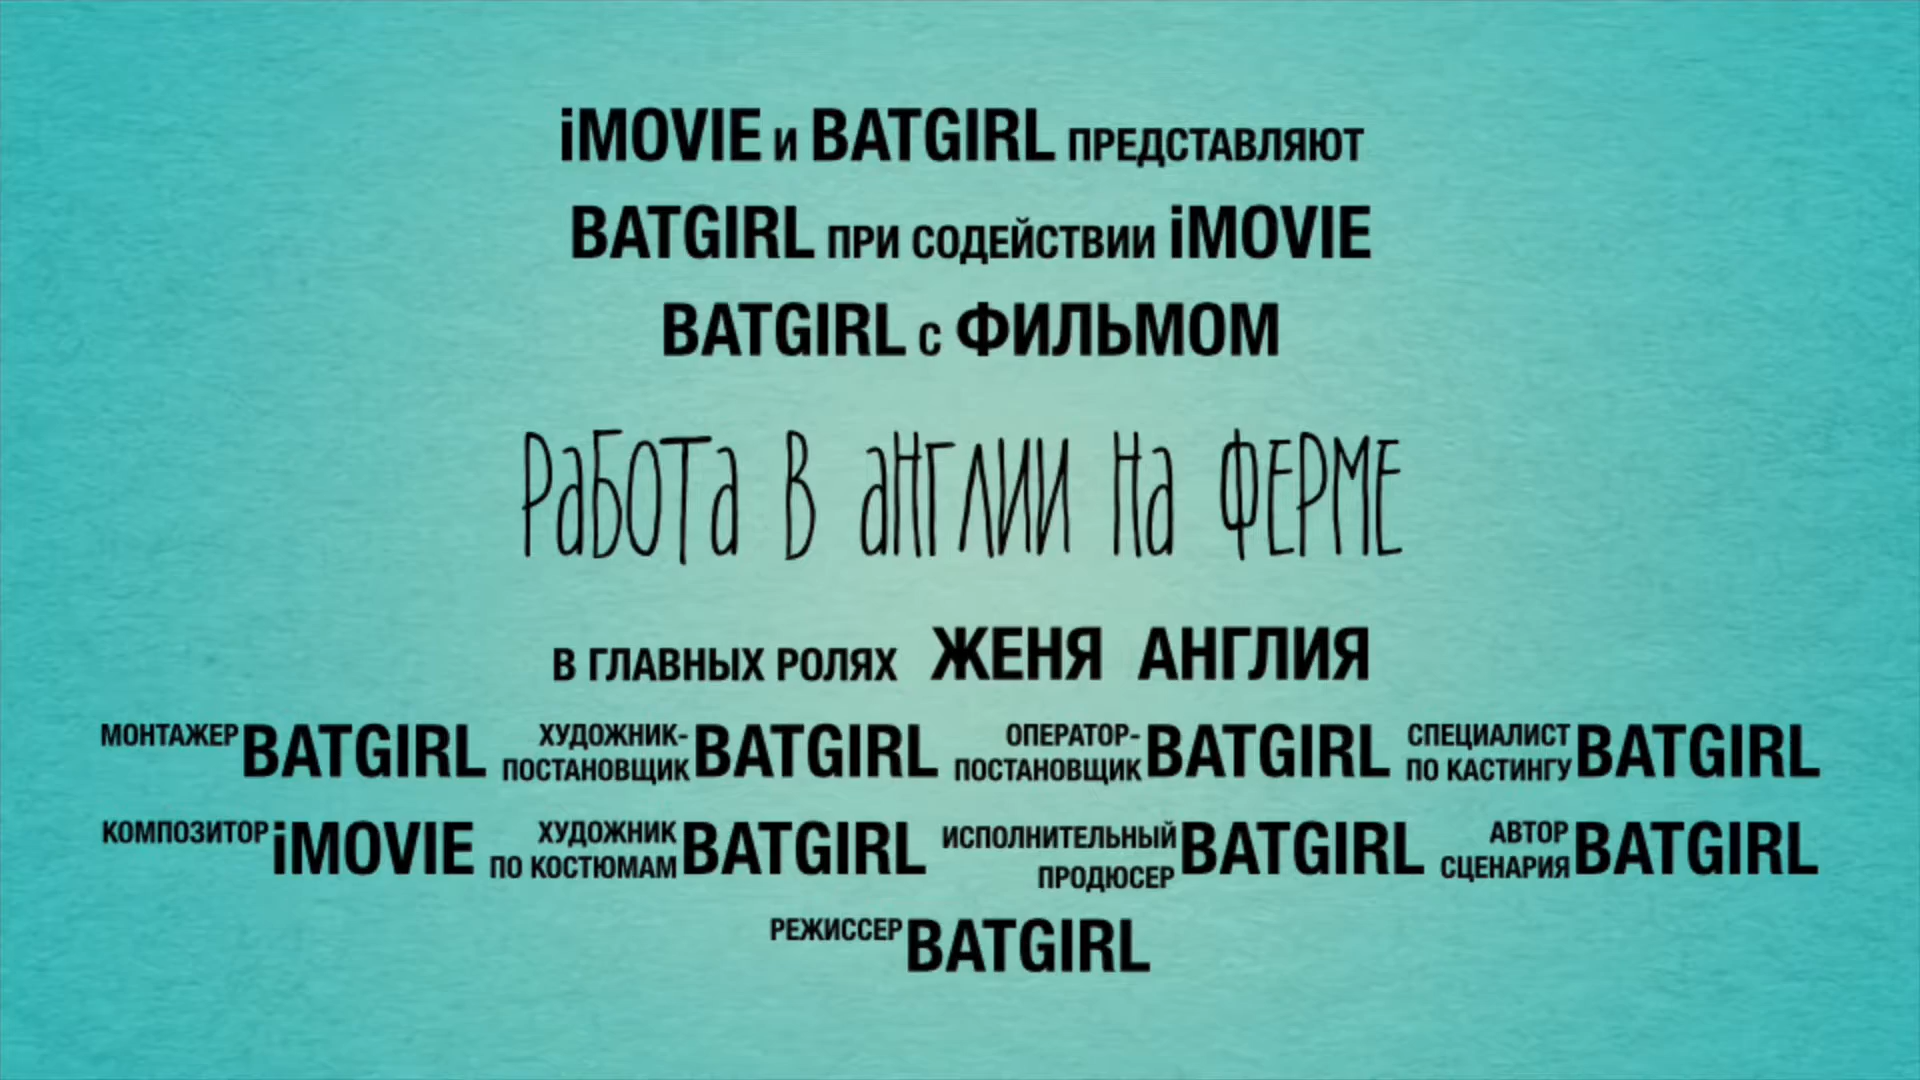 iMOVIE и BATGIRL ПРЕДСТАВЛЯЮТ
BATGIRL ПРИ СОДЕЙСТВИИ iMOVIE
BATGIRL с ФИЛЬМОМ
Работа в англии на ферме
В ГЛАВНЫХ РОЛЯХ ЖЕНЯ АНГЛИЯ
МОНТАЖЕР BATGIRL ХУДОЖНИК-ПОСТАНОВЩИК BATGIRL ОПЕРАТОР-ПОСТАНОВЩИК BATGIRL СПЕЦИАЛИСТ ПО КАСТИНГУ BATGIRL
КОМПОЗИТОР iMOVIE ХУДОЖНИК ПО КОСТЮМАМ BATGIRL ИСПОЛНИТЕЛЬНЫЙ ПРОДЮСЕР BATGIRL АВТОР СЦЕНАРИЯ BATGIRL
РЕЖИССЕР BATGIRL